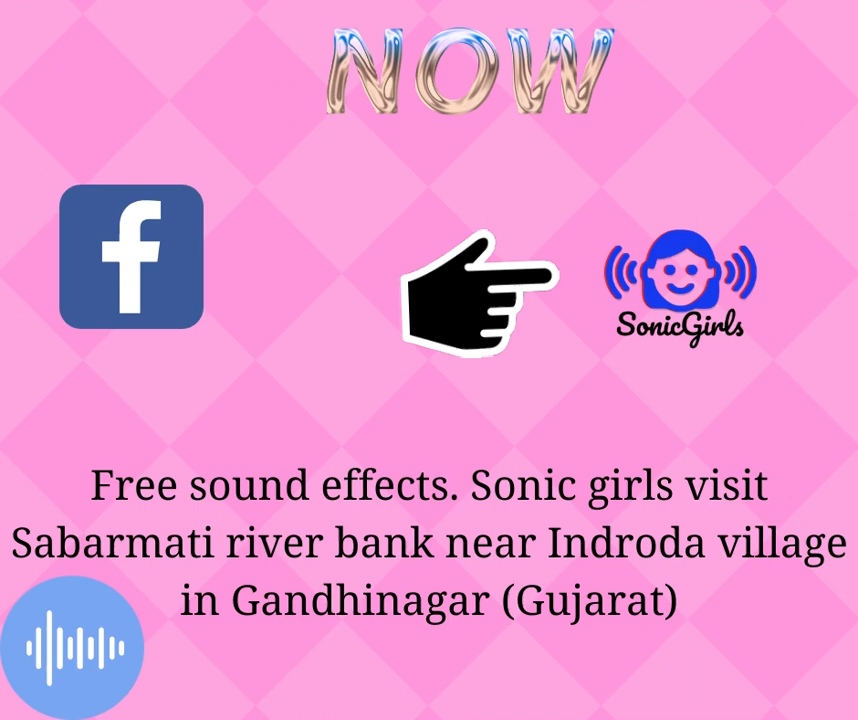 NOW
f
SonicGirls
Free sound effects. Sonic girls visit
Sabarmati river bank near Indroda village
in Gandhinagar (Gujarat)